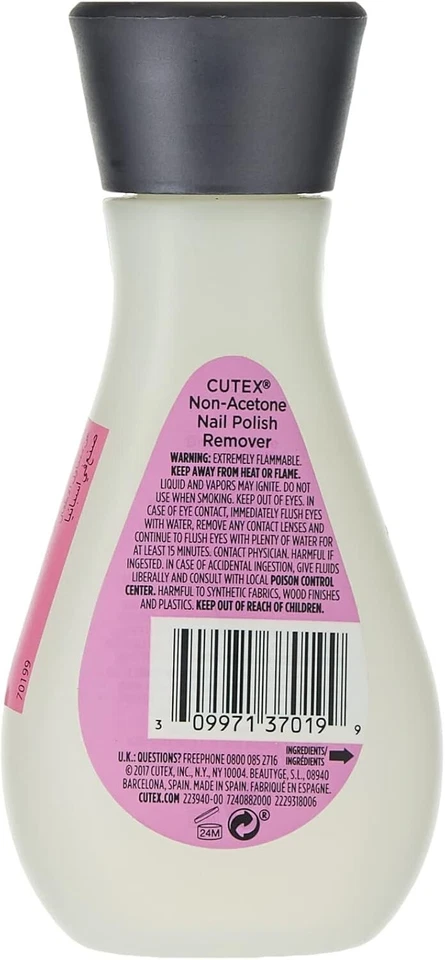 CUTEX®
Non-Acetone
Nail Polish
Remover
WARNING: EXTREMELY FLAMMABLE.
KEEP AWAY FROM HEAT OR FLAME.
LIQUID AND VAPORS MAY IGNITE. DO NOT
USE WHEN SMOKING. KEEP OUT OF EYES. IN
CASE OF EYE CONTACT, IMMEDIATELY FLUSH EYES
WITH WATER, REMOVE ANY CONTACT LENSES AND
CONTINUE TO FLUSH EYES WITH PLENTY OF WATER FOR
AT LEAST 15 MINUTES. CONTACT PHYSICIAN. HARMFUL IF
INGESTED. IN CASE OF ACCIDENTAL INGESTION, GIVE FLUIDS
LIBERALLY AND CONSULT WITH LOCAL POISON CONTROL
CENTER. HARMFUL TO SYNTHETIC FABRICS, WOOD FINISHES
AND PLASTICS. KEEP OUT OF REACH OF CHILDREN.
3 09971 37019 9
INGREDIENTS/
INGRÉDIENTS
U.K.: QUESTIONS? FREEPHONE 0800 085 2716
© 2017 CUTEX, INC., N.Y., NY 10004. BEAUTYGE, S.L., 08940
BARCELONA, SPAIN. MADE IN SPAIN. FABRIQUÉ EN ESPAGNE.
CUTEX.COM 223940-00 7240882000 2229318006
24M
70199
صنع في اسبانيا